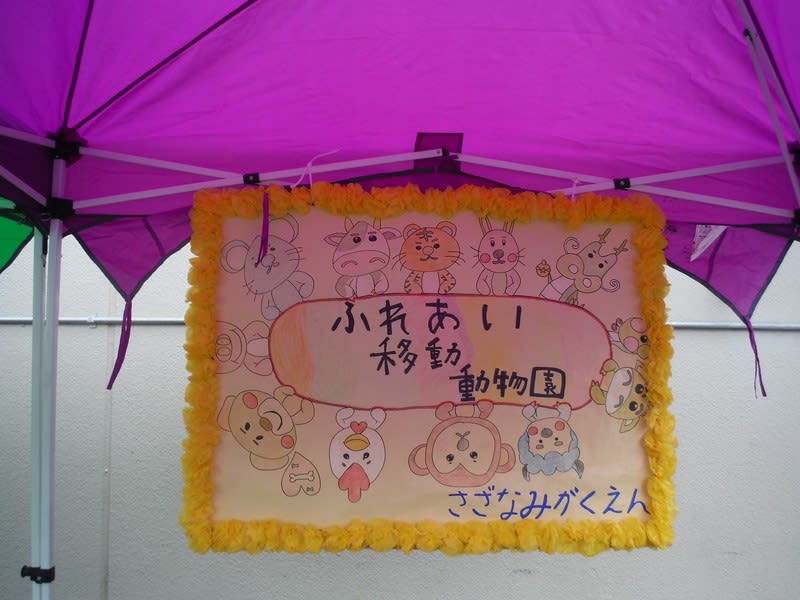 ふれあい
移動
動物園
さざなみがくえん